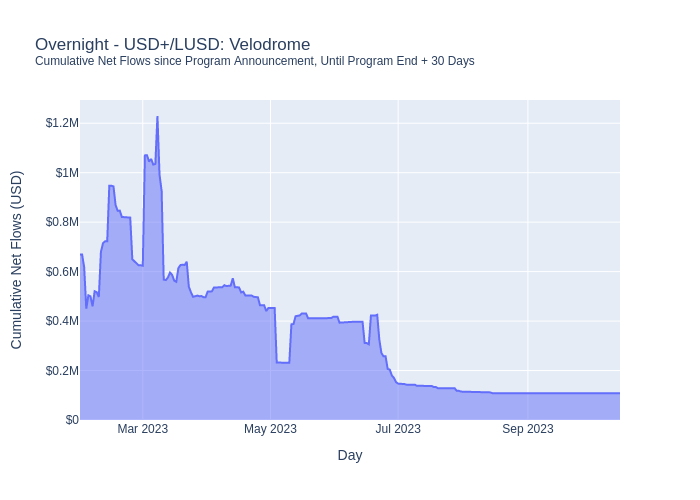 Overnight - USD+/LUSD: Velodrome
Cumulative Net Flows since Program Announcement, Until Program End + 30 Days
Cumulative Net Flows (USD)
$1.2M
$1M
$0.8M
$0.6M
$0.4M
$0.2M
$0
Mar 2023 May 2023 Jul 2023 Sep 2023
Day